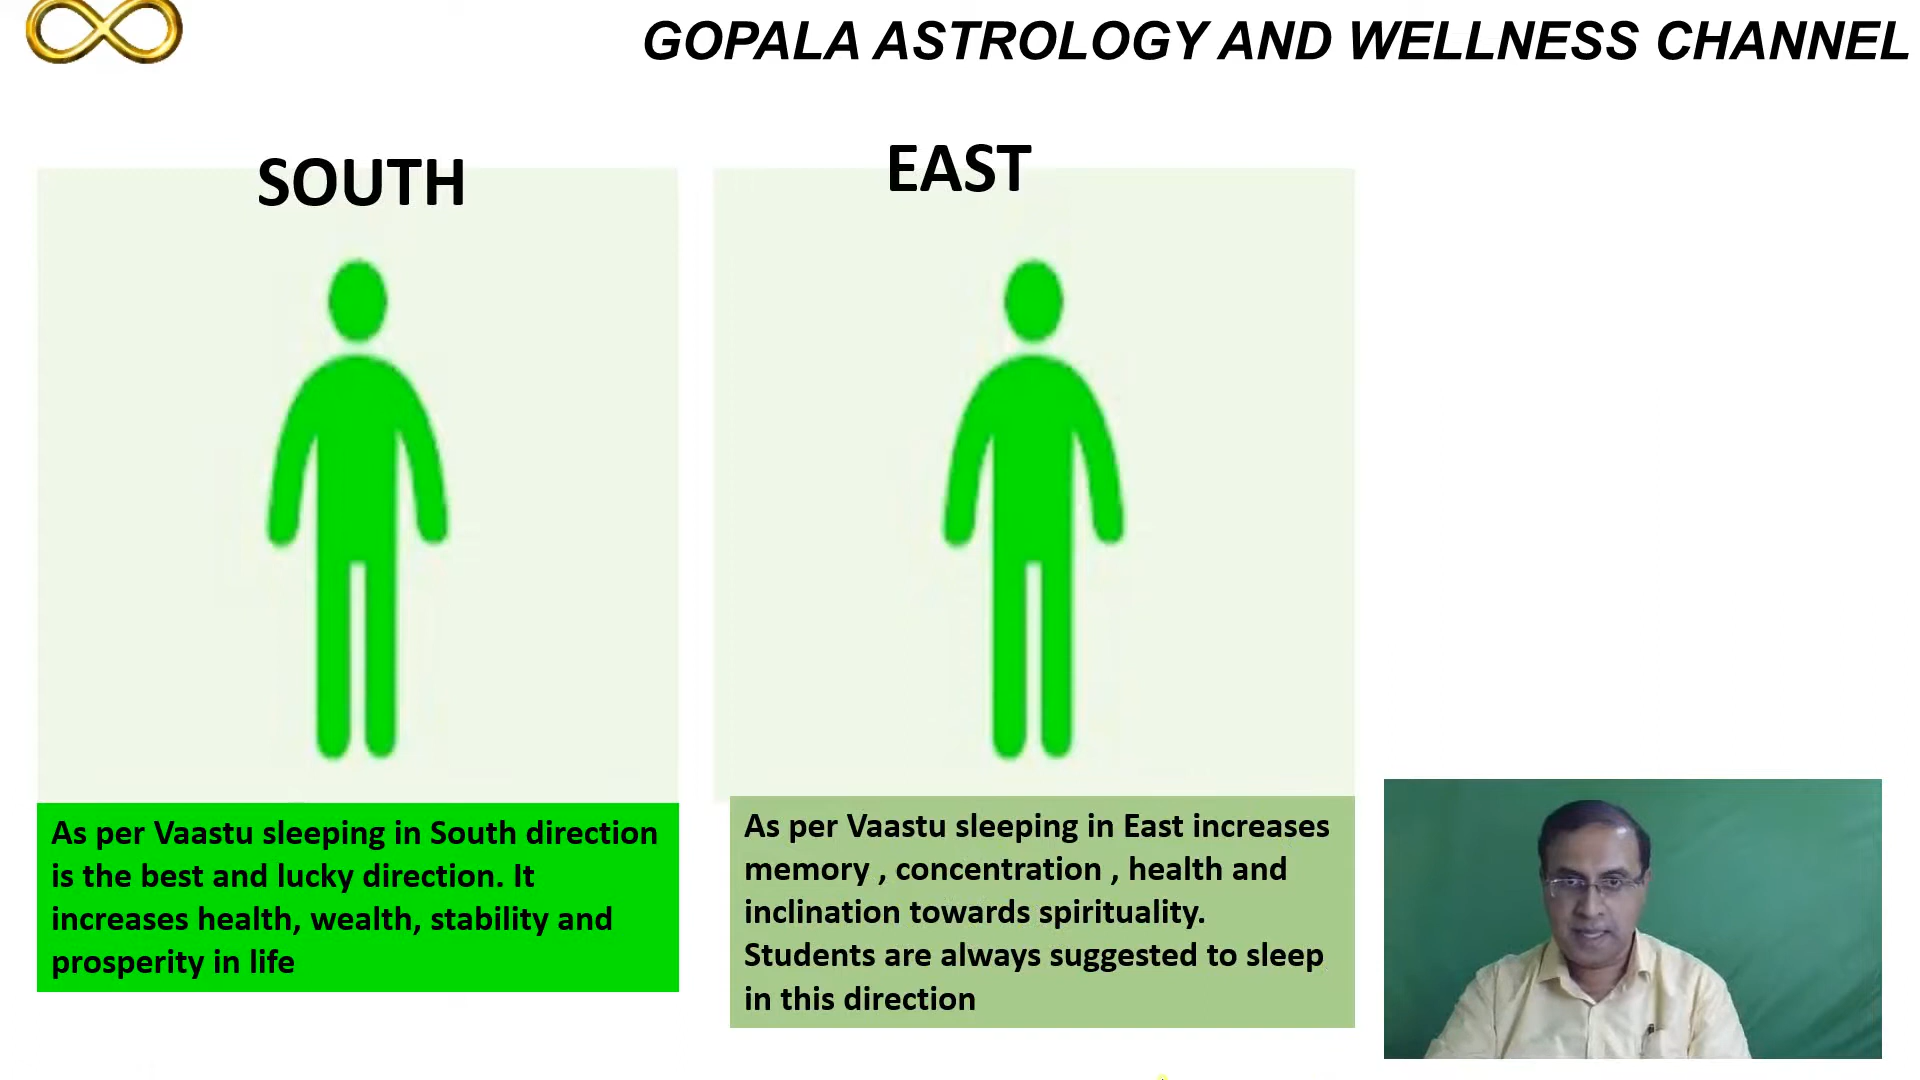 GOPALA ASTROLOGY AND WELLNESS CHANNEL
SOUTH
As per Vaastu sleeping in South direction
is the best and lucky direction. It
increases health, wealth, stability and
prosperity in life
EAST
As per Vaastu sleeping in East increases
memory , concentration , health and
inclination towards spirituality.
Students are always suggested to sleep
in this direction